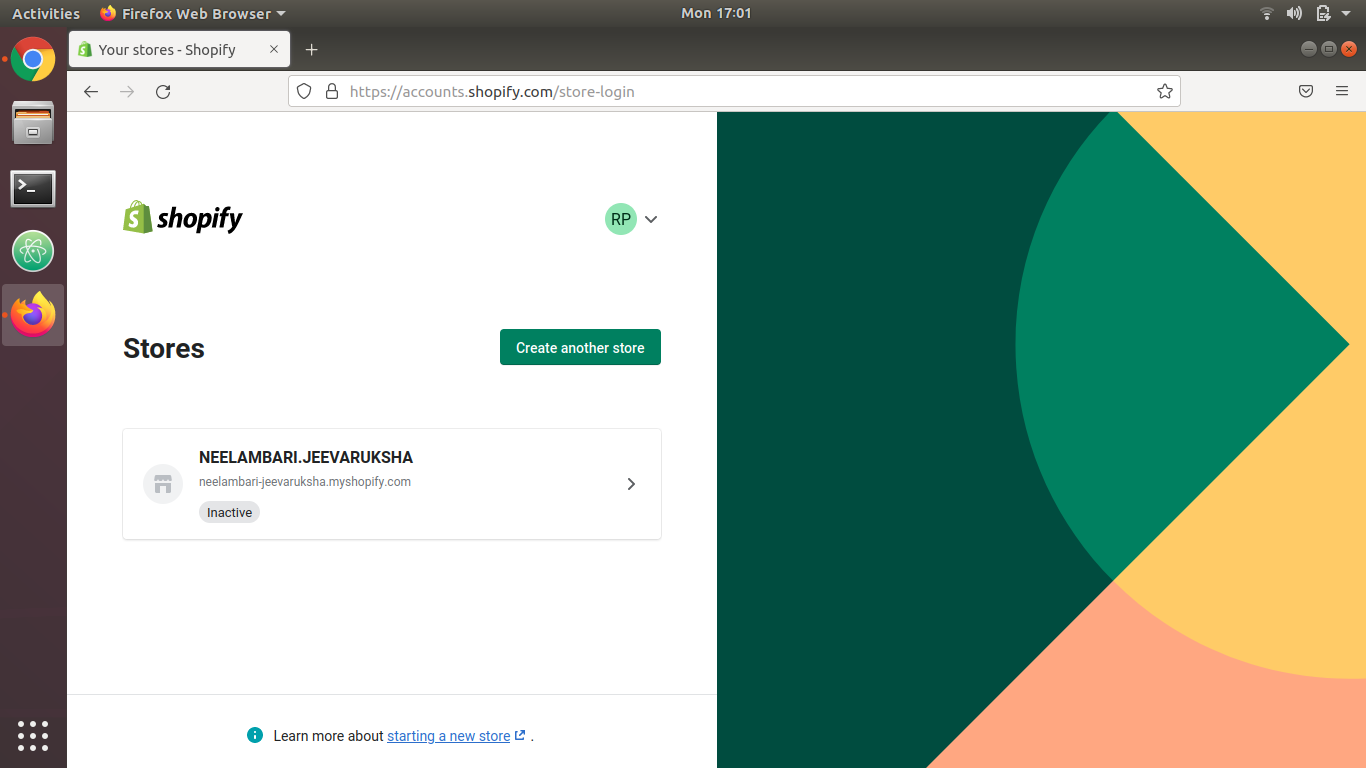 Activities
Firefox Web Browser
Mon 17:01
Your stores - Shopify
https://accounts.shopify.com/store-login
shopify
RP
Stores
Create another store
NEELAMBARI.JEEVARUKSHA
neelambari-jeevaruksha.myshopify.com
Inactive
Learn more about starting a new store .